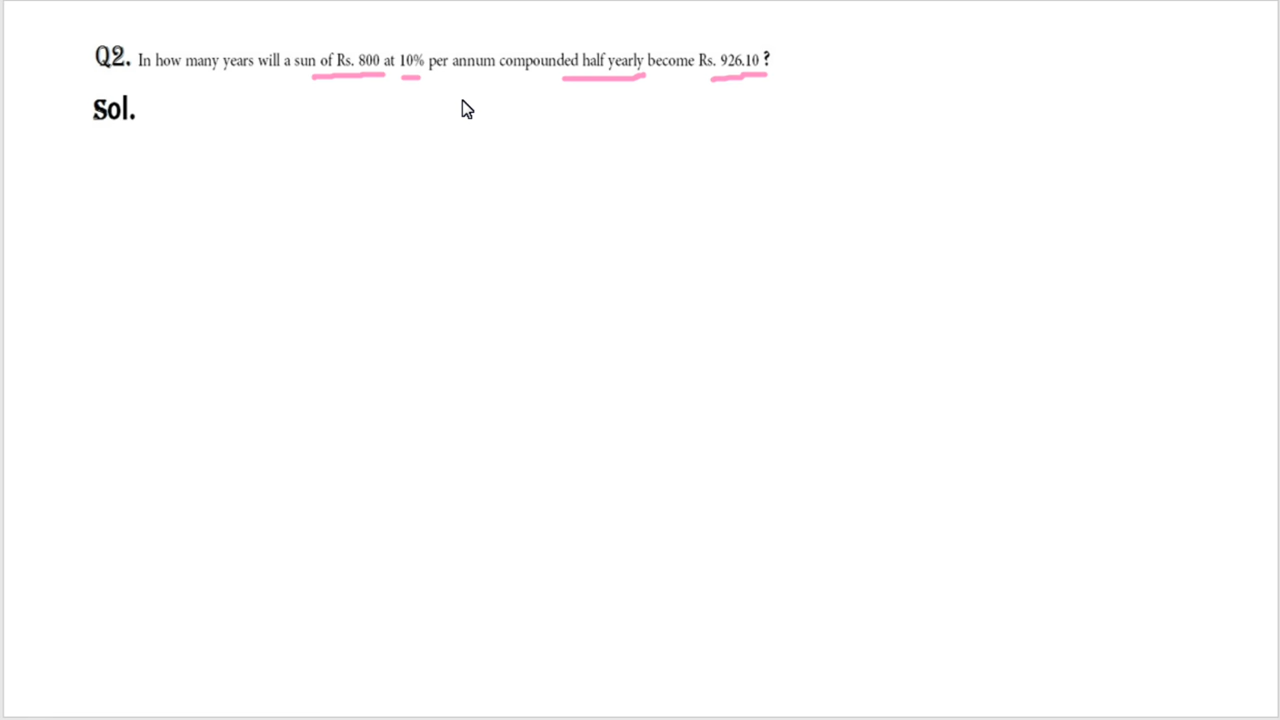 Q2. In how many years will a sun of Rs. 800 at 10% per annum compounded half yearly become Rs. 926.10 ?
Sol.